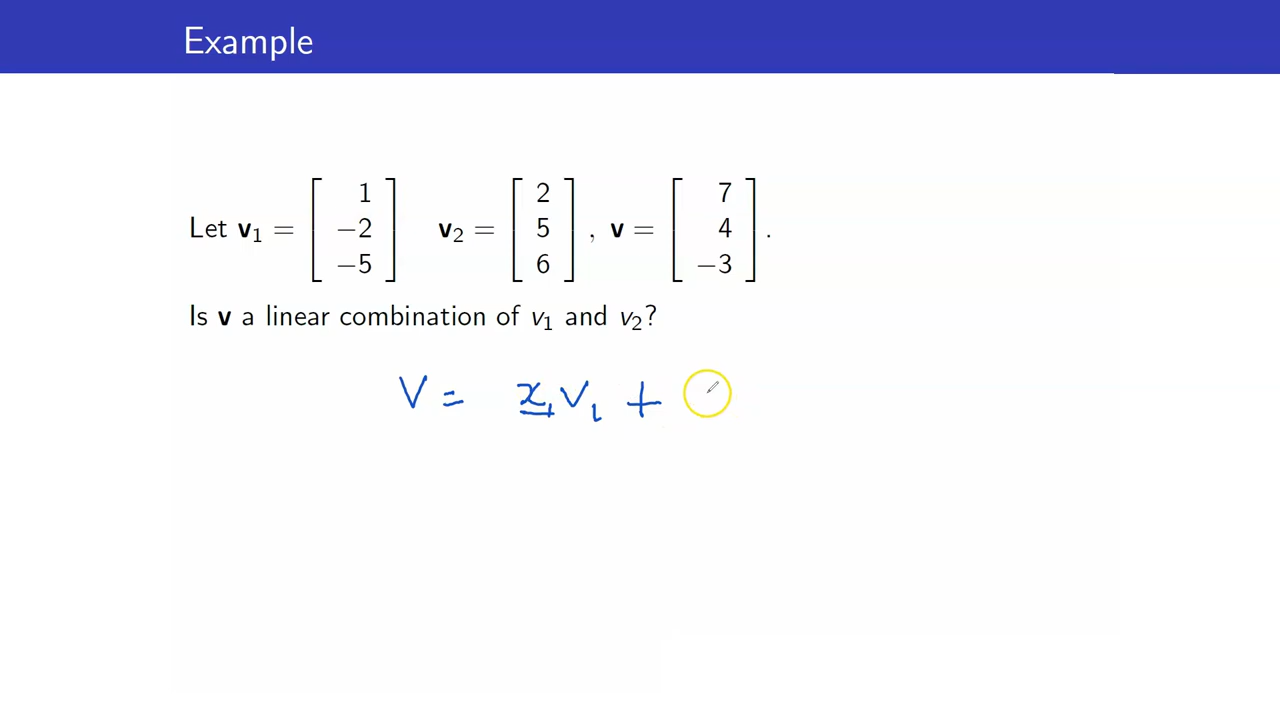 Example
Let v₁ = [ 1 −2 −5 ] v₂ = [ 2 5 6 ], v = [ 7 4 −3 ].
Is v a linear combination of v₁ and v₂?
V = x₁V₁ +